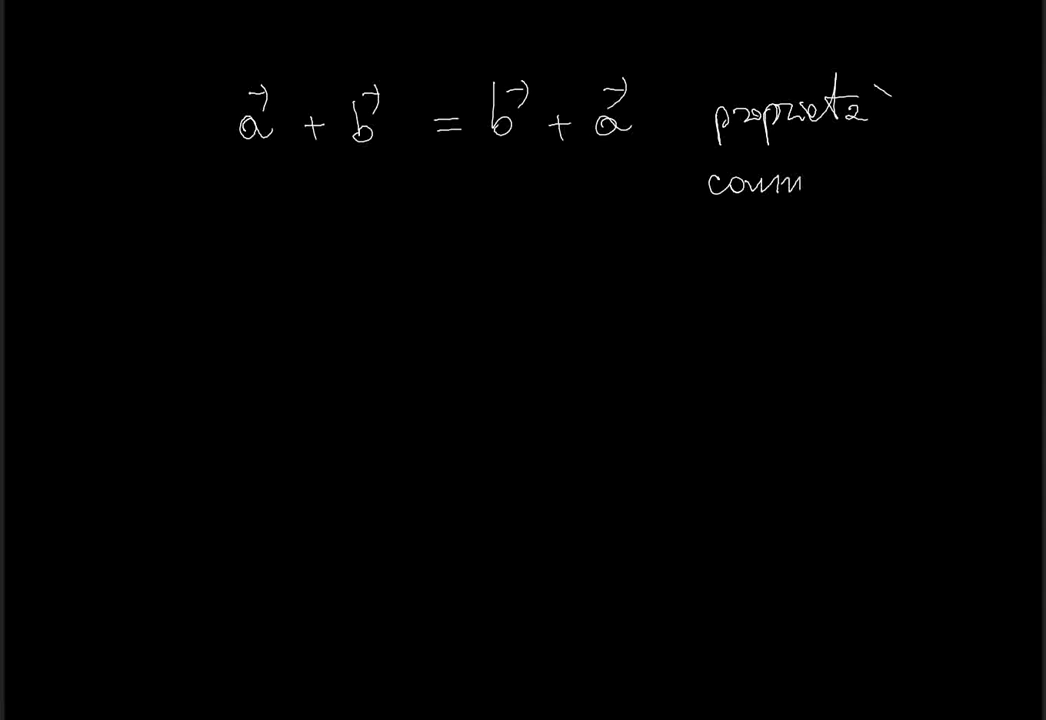 a⃗ + b⃗ = b⃗ + a⃗ proprietà
comm